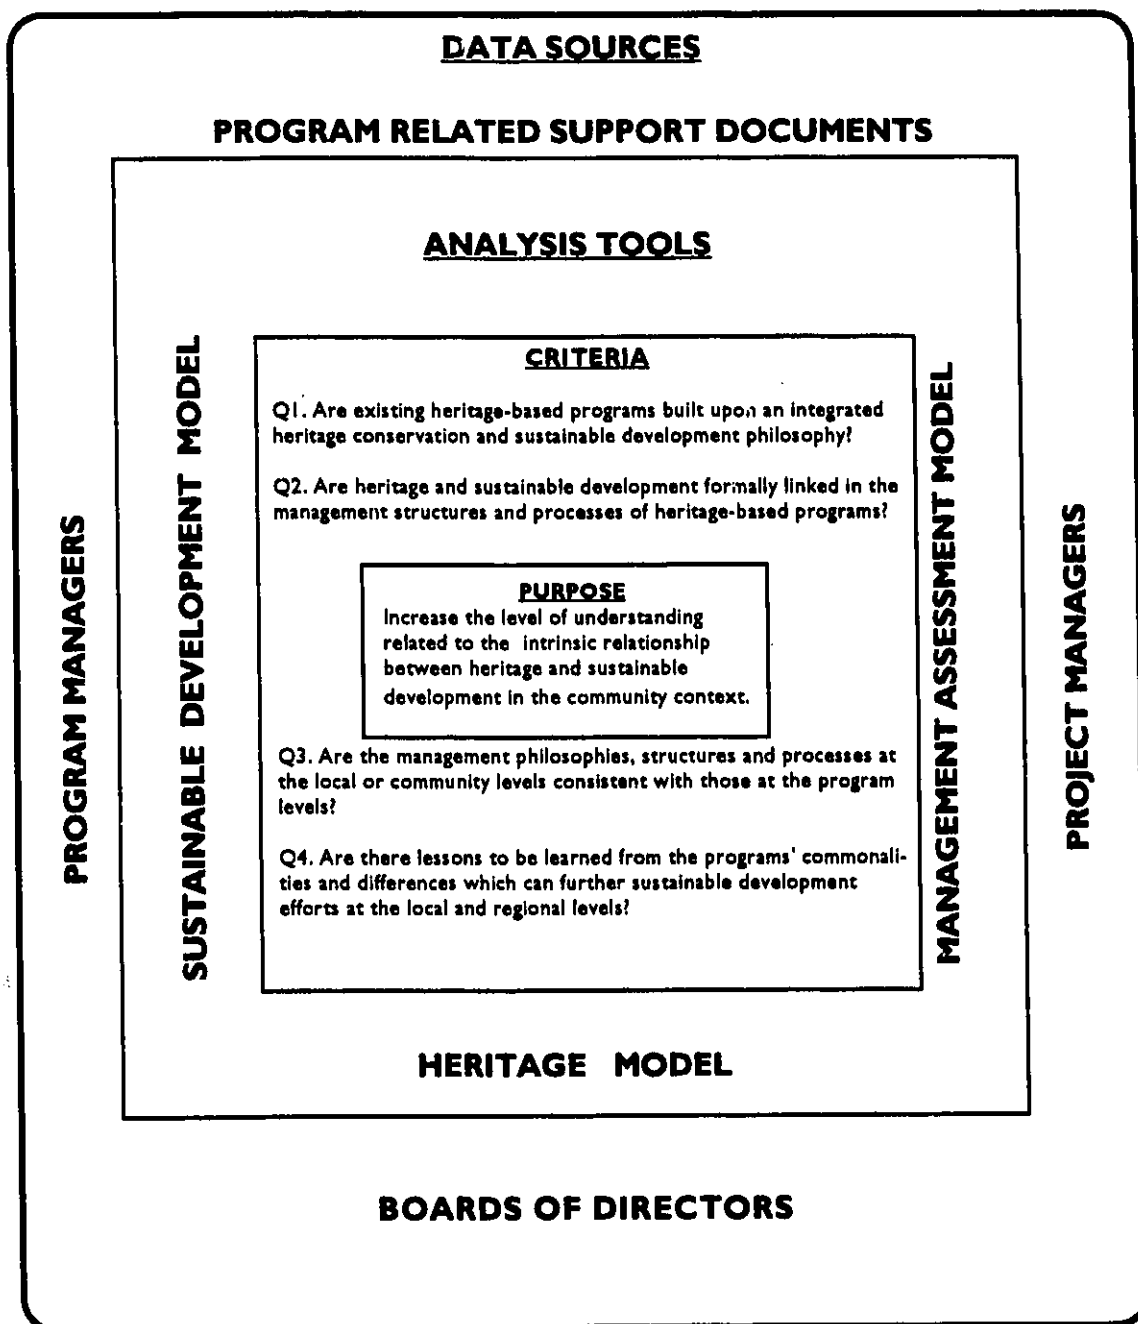 DATA SOURCES
PROGRAM RELATED SUPPORT DOCUMENTS
ANALYSIS TOOLS
CRITERIA
Q1. Are existing heritage-based programs built upon an integrated
heritage conservation and sustainable development philosophy?
Q2. Are heritage and sustainable development formally linked in the
management structures and processes of heritage-based programs?
PURPOSE
Increase the level of understanding
related to the intrinsic relationship
between heritage and sustainable
development in the community context.
Q3. Are the management philosophies, structures and processes at
the local or community levels consistent with those at the program
levels?
Q4. Are there lessons to be learned from the programs' commonali-
ties and differences which can further sustainable development
efforts at the local and regional levels?
PROGRAM MANAGERS
SUSTAINABLE DEVELOPMENT MODEL
MANAGEMENT ASSESSMENT MODEL
PROJECT MANAGERS
HERITAGE MODEL
BOARDS OF DIRECTORS